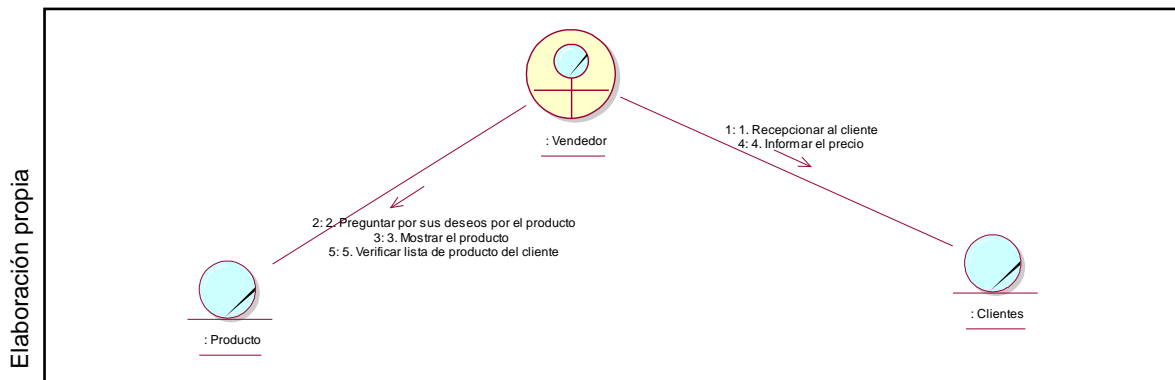 Elaboración propia
: Vendedor
1: 1. Recepcionar al cliente
4: 4. Informar el precio
2: 2. Preguntar por sus deseos por el producto
3: 3. Mostrar el producto
5: 5. Verificar lista de producto del cliente
: Producto
: Clientes